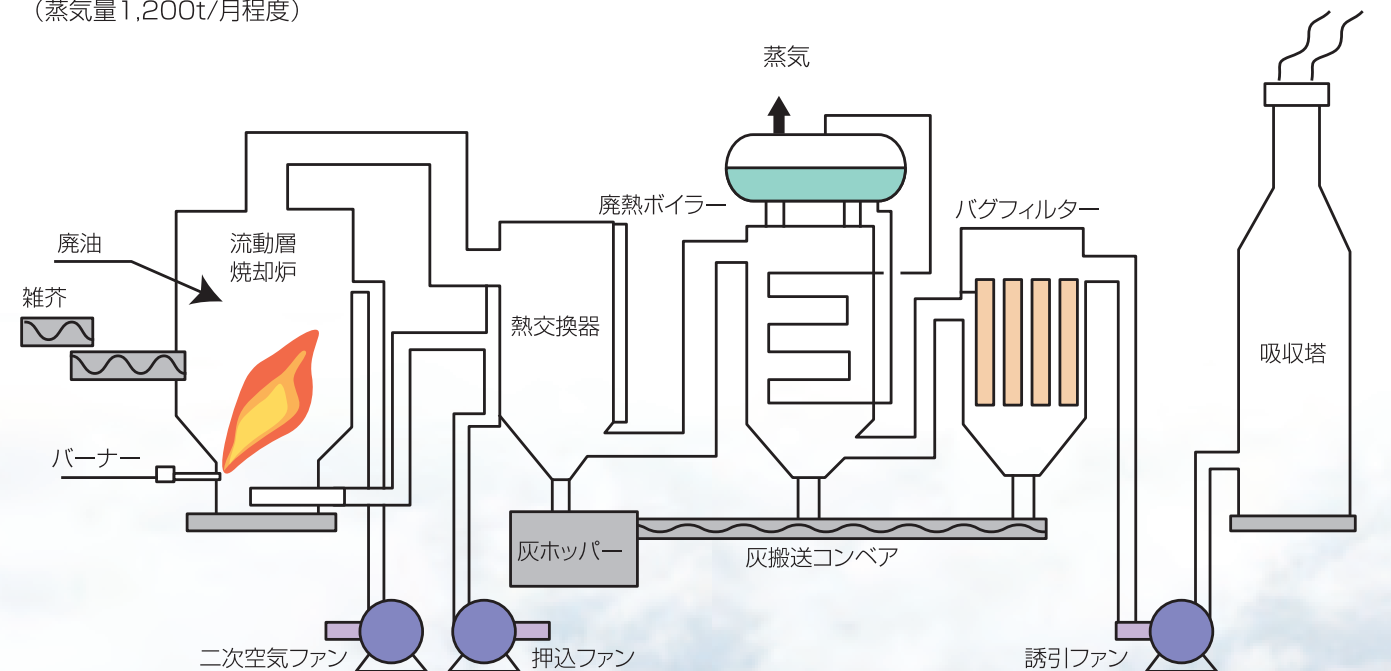 （蒸気量1,200t/月程度）
蒸気
廃熱ボイラー
バグフィルター
廃油
流動層
焼却炉
雑芥
熱交換器
吸収塔
バーナー
灰ホッパー
灰搬送コンベア
二次空気ファン
押込ファン
誘引ファン